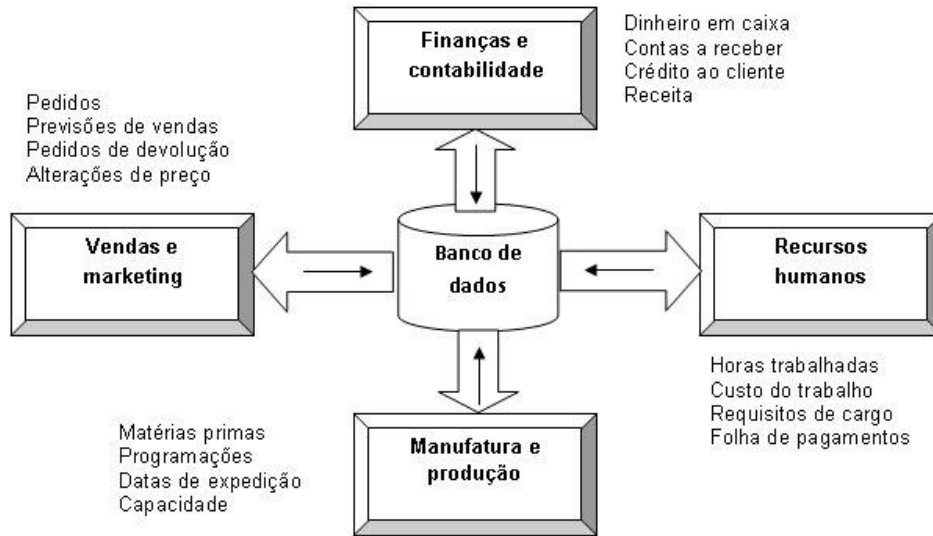 Finanças e
contabilidade
Dinheiro em caixa
Contas a receber
Crédito ao cliente
Receita
Pedidos
Previsões de vendas
Pedidos de devolução
Alterações de preço
Vendas e
marketing
Banco de
dados
Recursos
humanos
Horas trabalhadas
Custo do trabalho
Requisitos de cargo
Folha de pagamentos
Matérias primas
Programações
Datas de expedição
Capacidade
Manufatura e
produção